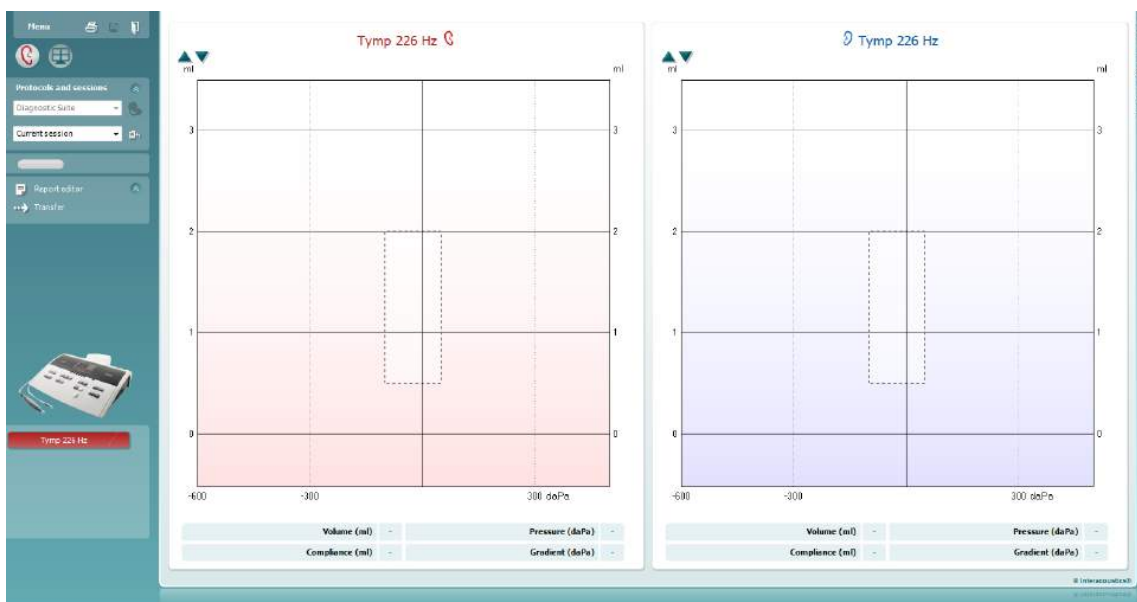 Menu
Protocols and sessions
Diagnostic Suite
Current session
Report editor
Transfer
Tymp 226 Hz
Tymp 226 Hz
ml ml
3 3
2 2
1 1
0 0
-600 -300 300 daPa
Volume (ml) - Pressure (daPa) -
Compliance (ml) - Gradient (daPa) -
Tymp 226 Hz
ml ml
3 3
2 2
1 1
0 0
-600 -300 300 daPa
Volume (ml) - Pressure (daPa) -
Compliance (ml) - Gradient (daPa) -